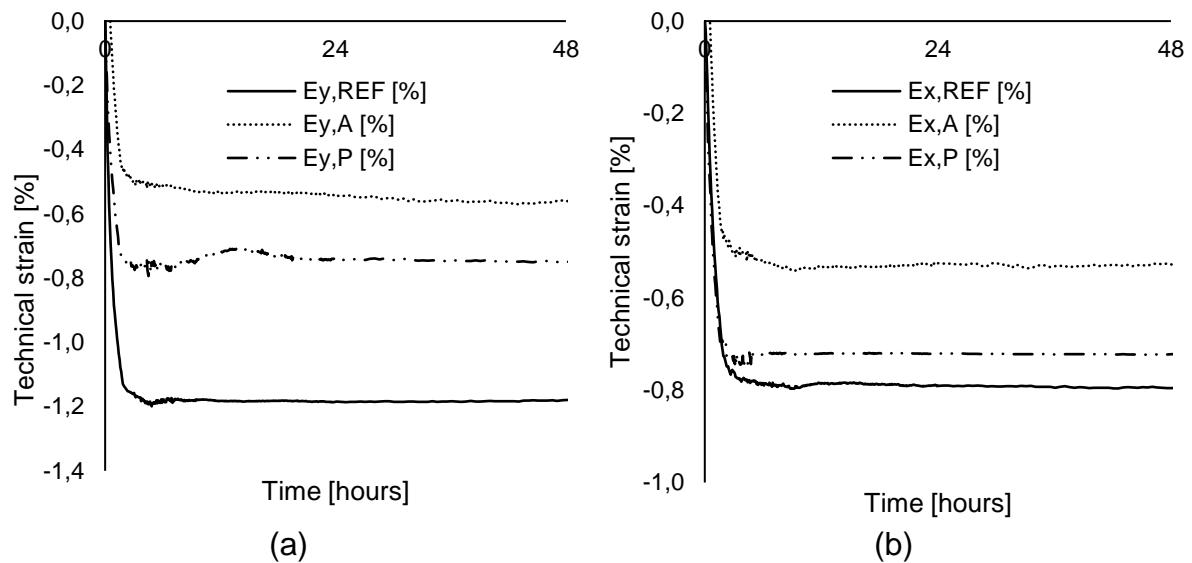 0,0
-0,2
-0,4
-0,6
-0,8
-1,0
-1,2
-1,4
0
24
48
Ey,REF [%]
Ey,A [%]
Ey,P [%]
Technical strain [%]
Time [hours]
(a)
0,0
-0,2
-0,4
-0,6
-0,8
-1,0
0
24
48
Ex,REF [%]
Ex,A [%]
Ex,P [%]
Technical strain [%]
Time [hours]
(b)